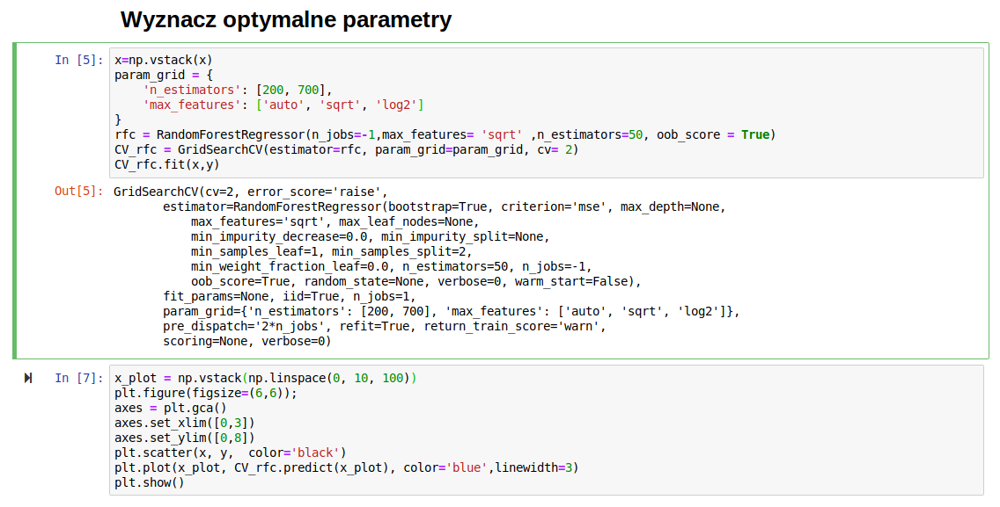 Wyznacz optymalne parametry
In [5]: x=np.vstack(x)
param_grid = {
    'n_estimators': [200, 700],
    'max_features': ['auto', 'sqrt', 'log2']
}
rfc = RandomForestRegressor(n_jobs=-1,max_features= 'sqrt' ,n_estimators=50, oob_score = True)
CV_rfc = GridSearchCV(estimator=rfc, param_grid=param_grid, cv= 2)
CV_rfc.fit(x,y)
Out[5]: GridSearchCV(cv=2, error_score='raise',
       estimator=RandomForestRegressor(bootstrap=True, criterion='mse', max_depth=None,
           max_features='sqrt', max_leaf_nodes=None,
           min_impurity_decrease=0.0, min_impurity_split=None,
           min_samples_leaf=1, min_samples_split=2,
           min_weight_fraction_leaf=0.0, n_estimators=50, n_jobs=-1,
           oob_score=True, random_state=None, verbose=0, warm_start=False),
       fit_params=None, iid=True, n_jobs=1,
       param_grid={'n_estimators': [200, 700], 'max_features': ['auto', 'sqrt', 'log2']},
       pre_dispatch='2*n_jobs', refit=True, return_train_score='warn',
       scoring=None, verbose=0)
In [7]: x_plot = np.vstack(np.linspace(0, 10, 100))
plt.figure(figsize=(6,6));
axes = plt.gca()
axes.set_xlim([0,3])
axes.set_ylim([0,8])
plt.scatter(x, y,  color='black')
plt.plot(x_plot, CV_rfc.predict(x_plot), color='blue',linewidth=3)
plt.show()